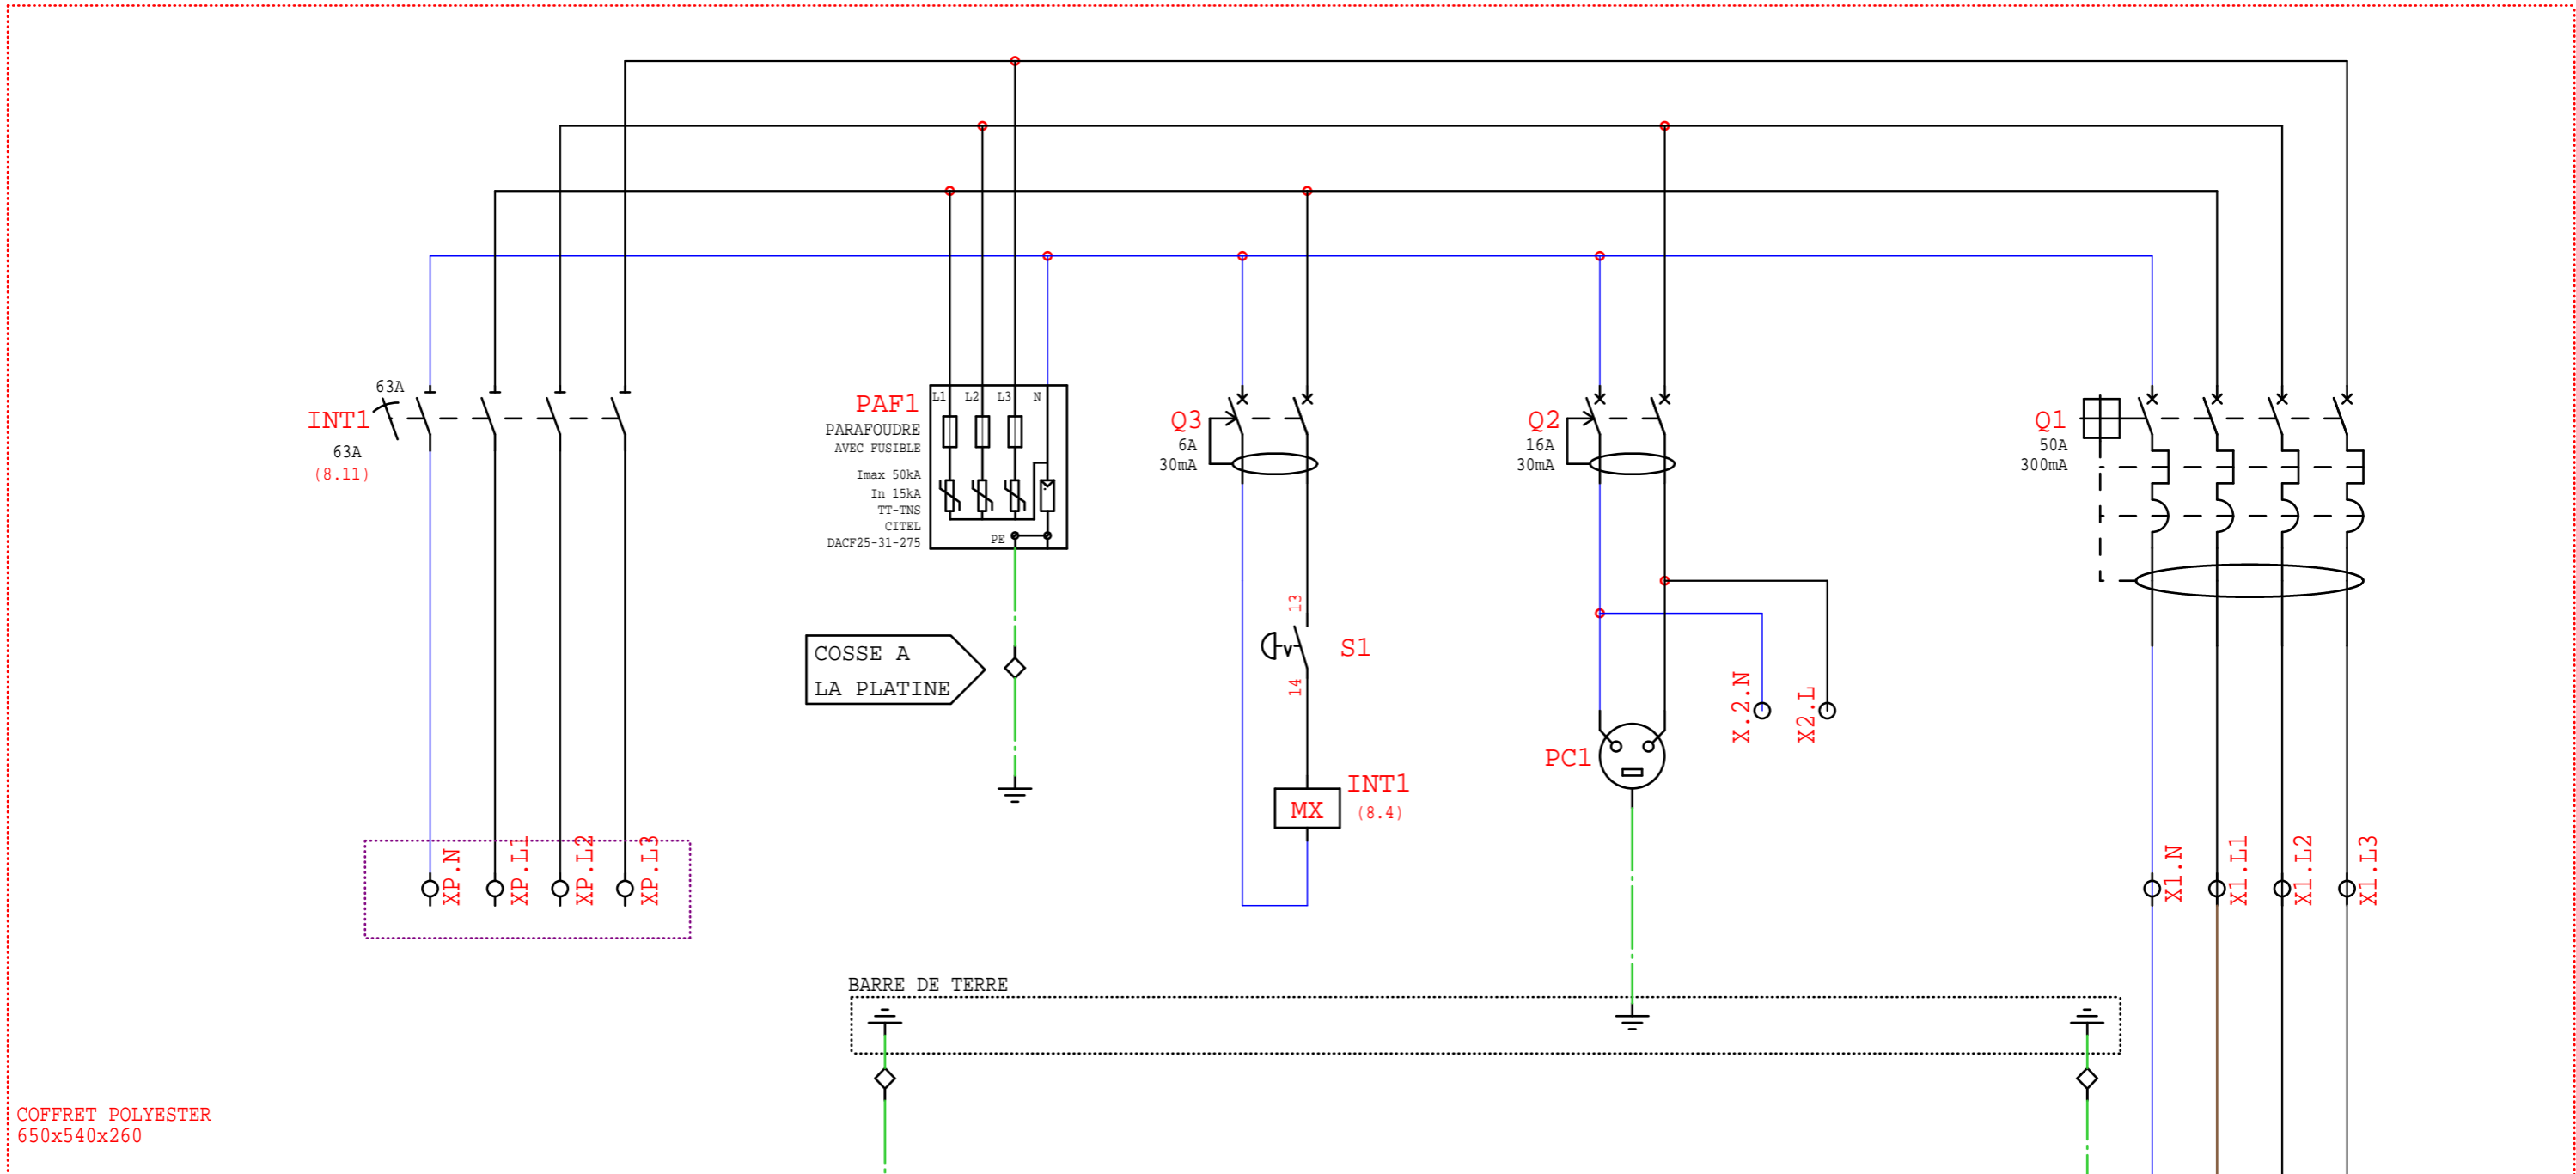 63A
INT1
63A
(8.11)
PAF1
PARAFOUDRE
AVEC FUSIBLE
Imax 50kA
In 15kA
TT-TNS
CITEL
DACF25-31-275
L1
L2
L3
N
PE
Q3
6A
30mA
Q2
16A
30mA
Q1
50A
300mA
13
S1
14
COSSE A
LA PLATINE
X.2.N
X2.L
PC1
INT1
MX
(8.4)
XP.N
XP.L1
XP.L2
XP.L3
X1.N
X1.L1
X1.L2
X1.L3
BARRE DE TERRE
COFFRET POLYESTER
650x540x260